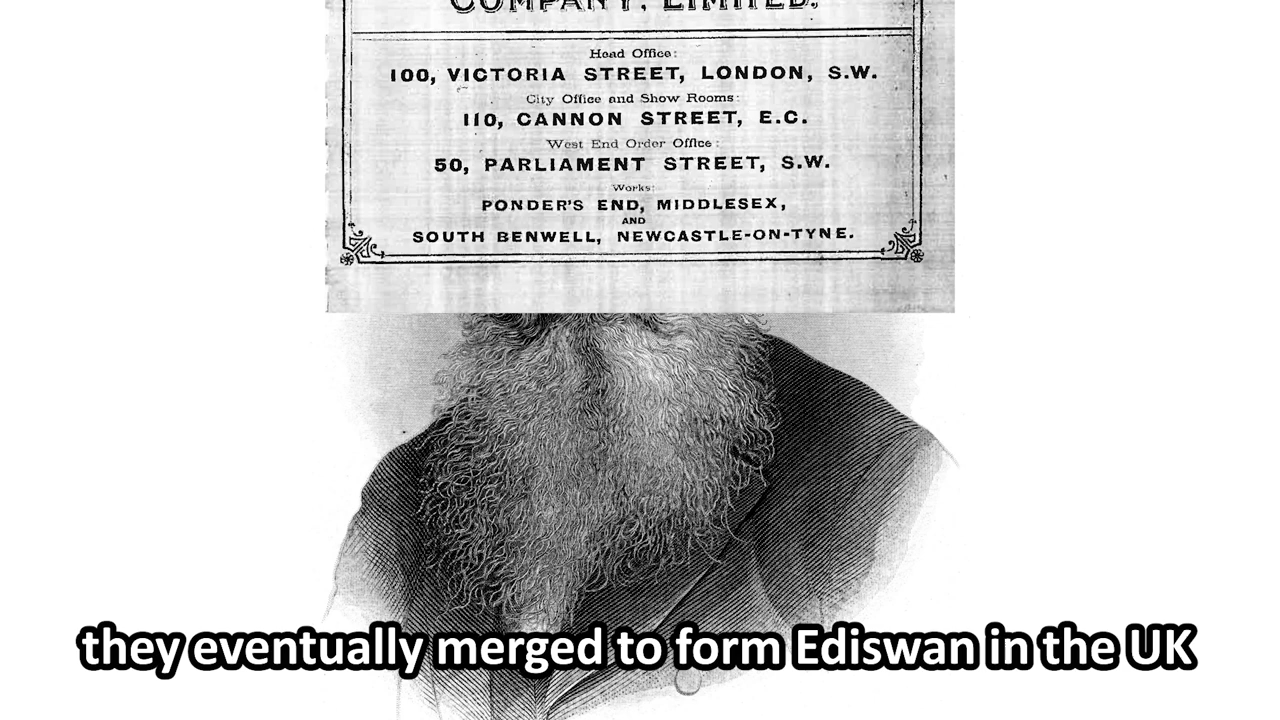 COMPANY, LIMITED.
Head Office:
100, VICTORIA STREET, LONDON, S.W.
City Office and Show Rooms:
110, CANNON STREET, E.C.
West End Order Office:
50, PARLIAMENT STREET, S.W.
Works:
PONDER'S END, MIDDLESEX,
AND
SOUTH BENWELL, NEWCASTLE-ON-TYNE.
they eventually merged to form Ediswan in the UK